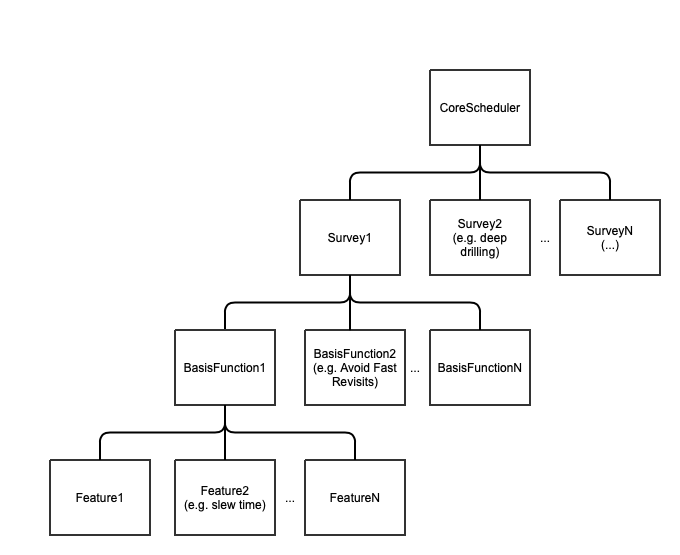 CoreScheduler
Survey1
Survey2
(e.g. deep
drilling)
...
SurveyN
(...)
BasisFunction1
BasisFunction2
(e.g. Avoid Fast
Revisits)
...
BasisFunctionN
Feature1
Feature2
(e.g. slew time)
...
FeatureN